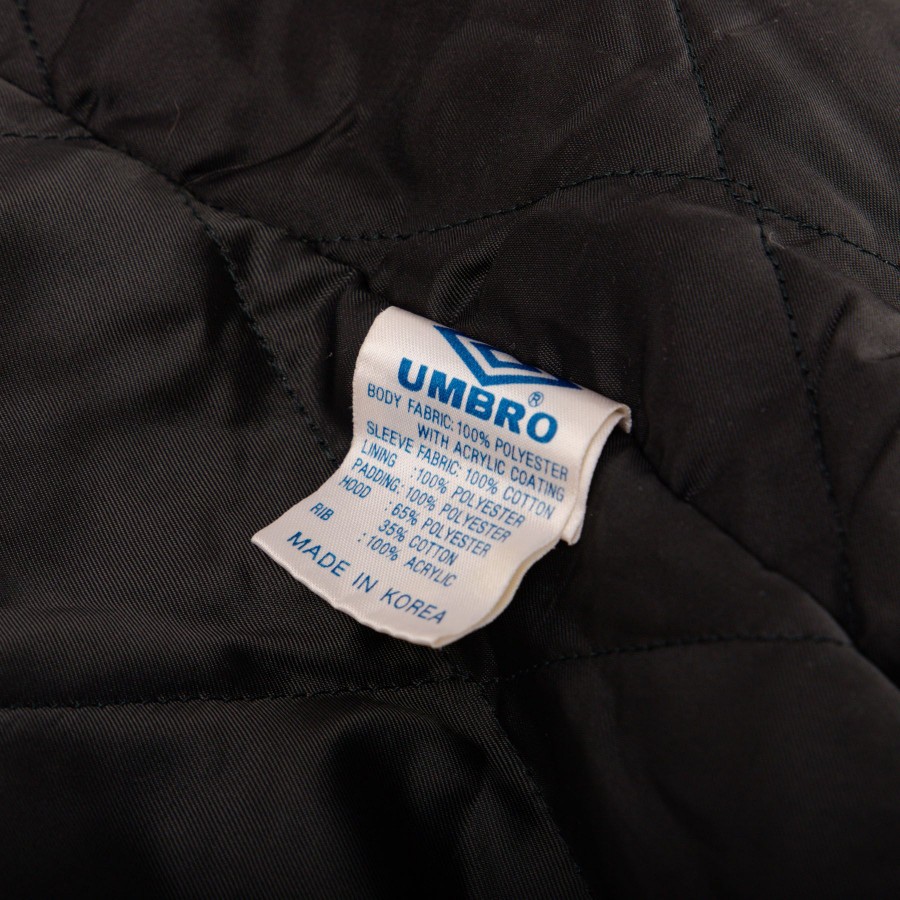 UMBRO®
BODY FABRIC: 100% POLYESTER
WITH ACRYLIC COATING
SLEEVE FABRIC: 100% COTTON
LINING : 100% POLYESTER
PADDING: 100% POLYESTER
HOOD : 65% POLYESTER
35% COTTON
RIB : 100% ACRYLIC
MADE IN KOREA